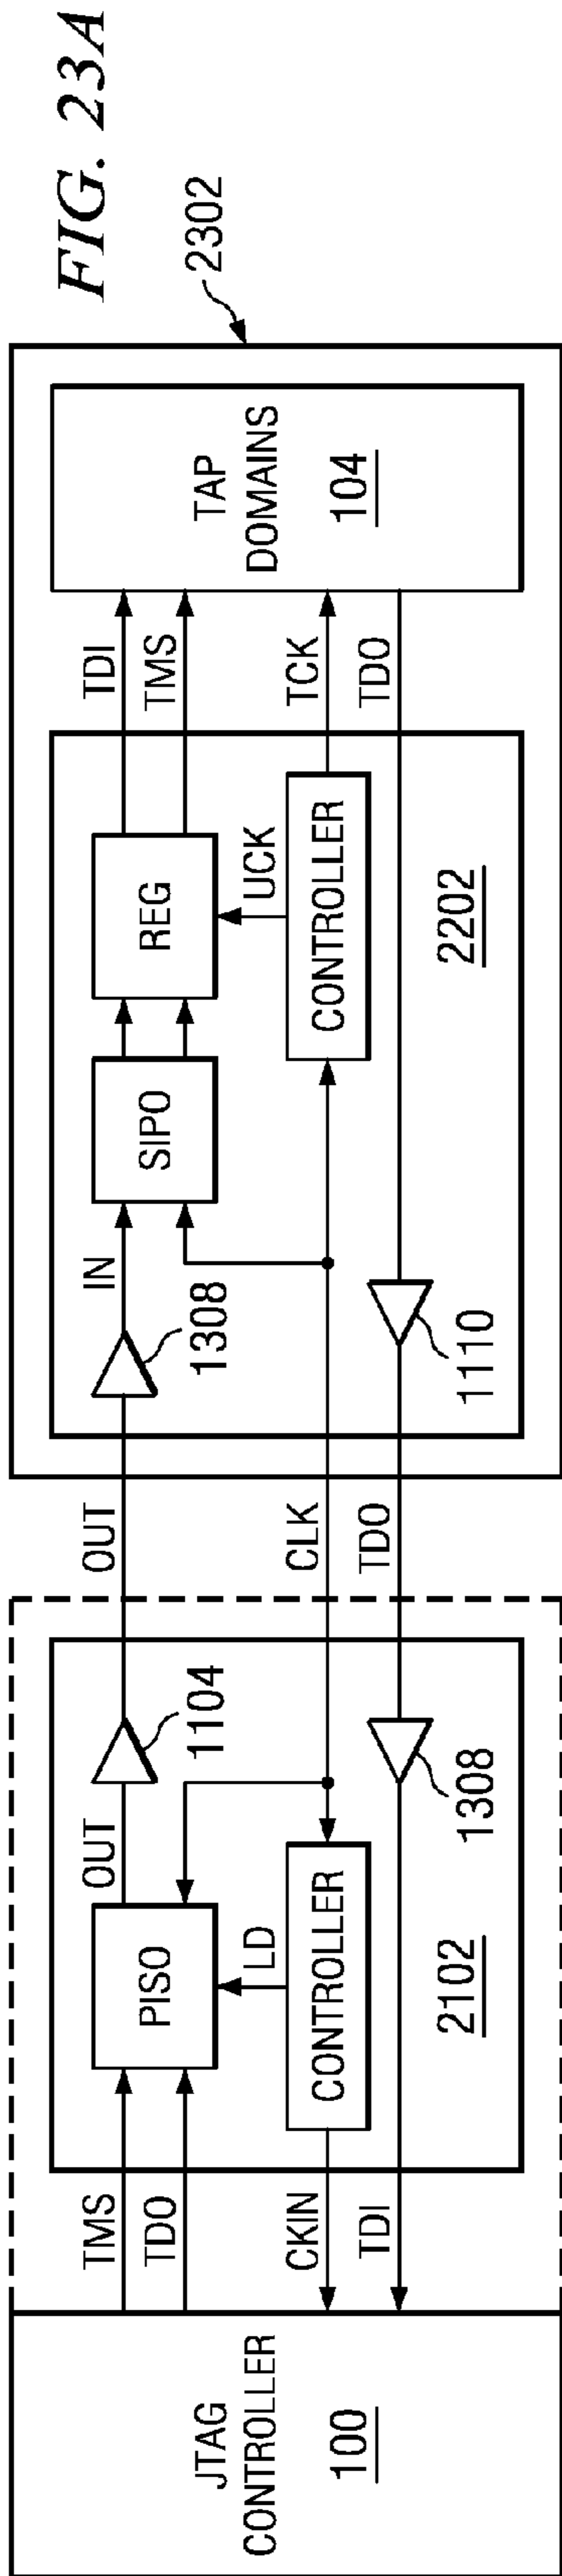 FIG. 23A
2302
JTAG
CONTROLLER
100
TMS
TDO
CKIN
TDI
PISO
LD
CONTROLLER
2102
OUT
1104
1308
OUT
CLK
TDO
1308
IN
SIPO
REG
UCK
CONTROLLER
1110
2202
TDI
TMS
TCK
TDO
TAP
DOMAINS
104